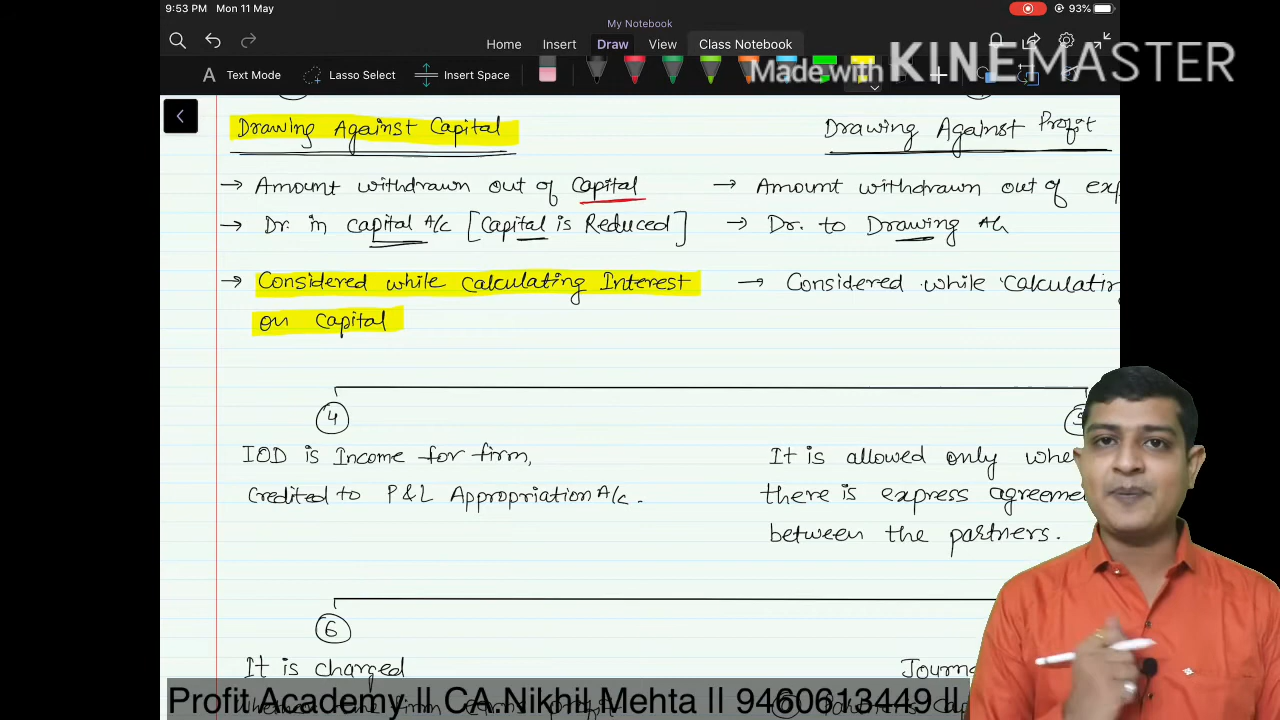 9:53 PM Mon 11 May
93%
My Notebook
Home Insert Draw View Class Notebook
A Text Mode Lasso Select Insert Space
Made with KINEMASTER
Drawing Against Capital
Drawing Against Profit
→ Amount withdrawn out of Capital
→ Amount withdrawn out of exp
→ Dr. in capital A/c [Capital is Reduced]
→ Dr. to Drawing A/c
→ Considered while calculating Interest
on Capital
→ Considered while calculatin
4
IOD is Income for firm,
Credited to P&L Appropriation A/c.
It is allowed only whe
there is express agreeme
between the partners.
6
It is charged
Journ
Profit Academy || CA Nikhil Mehta || 9460613449 ||